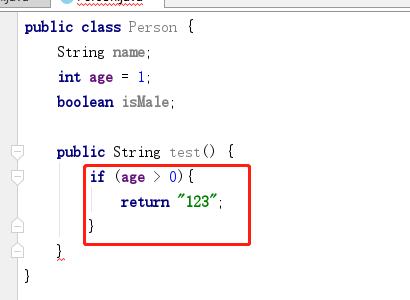 public class Person {
String name;
int age = 1;
boolean isMale;
public String test() {
if (age > 0){
return "123";
}
}
}